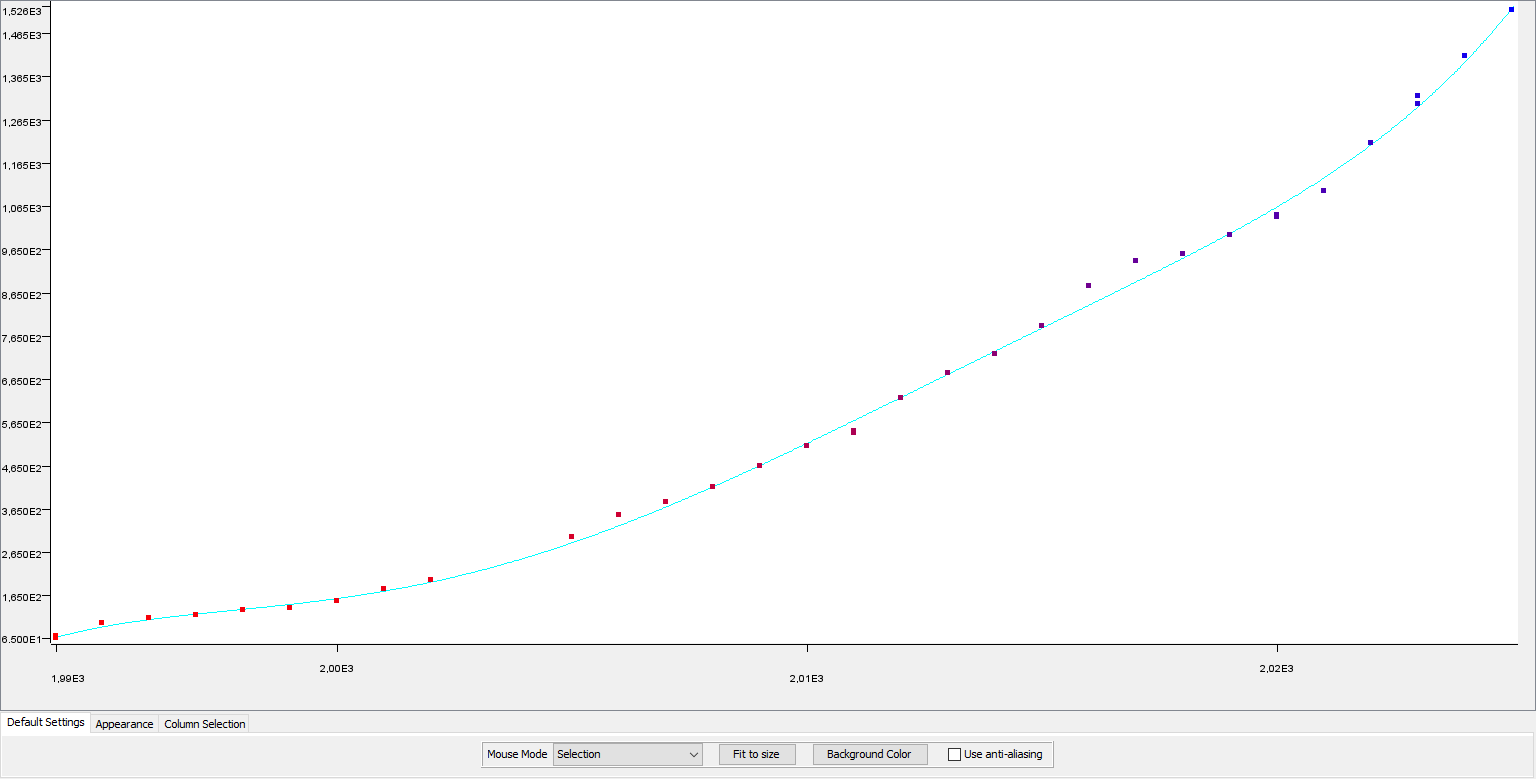 1,526E3
1,465E3
1,365E3
1,265E3
1,165E3
1,065E3
9,650E2
8,650E2
7,650E2
6,650E2
5,650E2
4,650E2
3,650E2
2,650E2
1,650E2
6.500E1
1,99E3
2,00E3
2,01E3
2,02E3
Default Settings Appearance Column Selection
Mouse Mode Selection Fit to size Background Color Use anti-aliasing